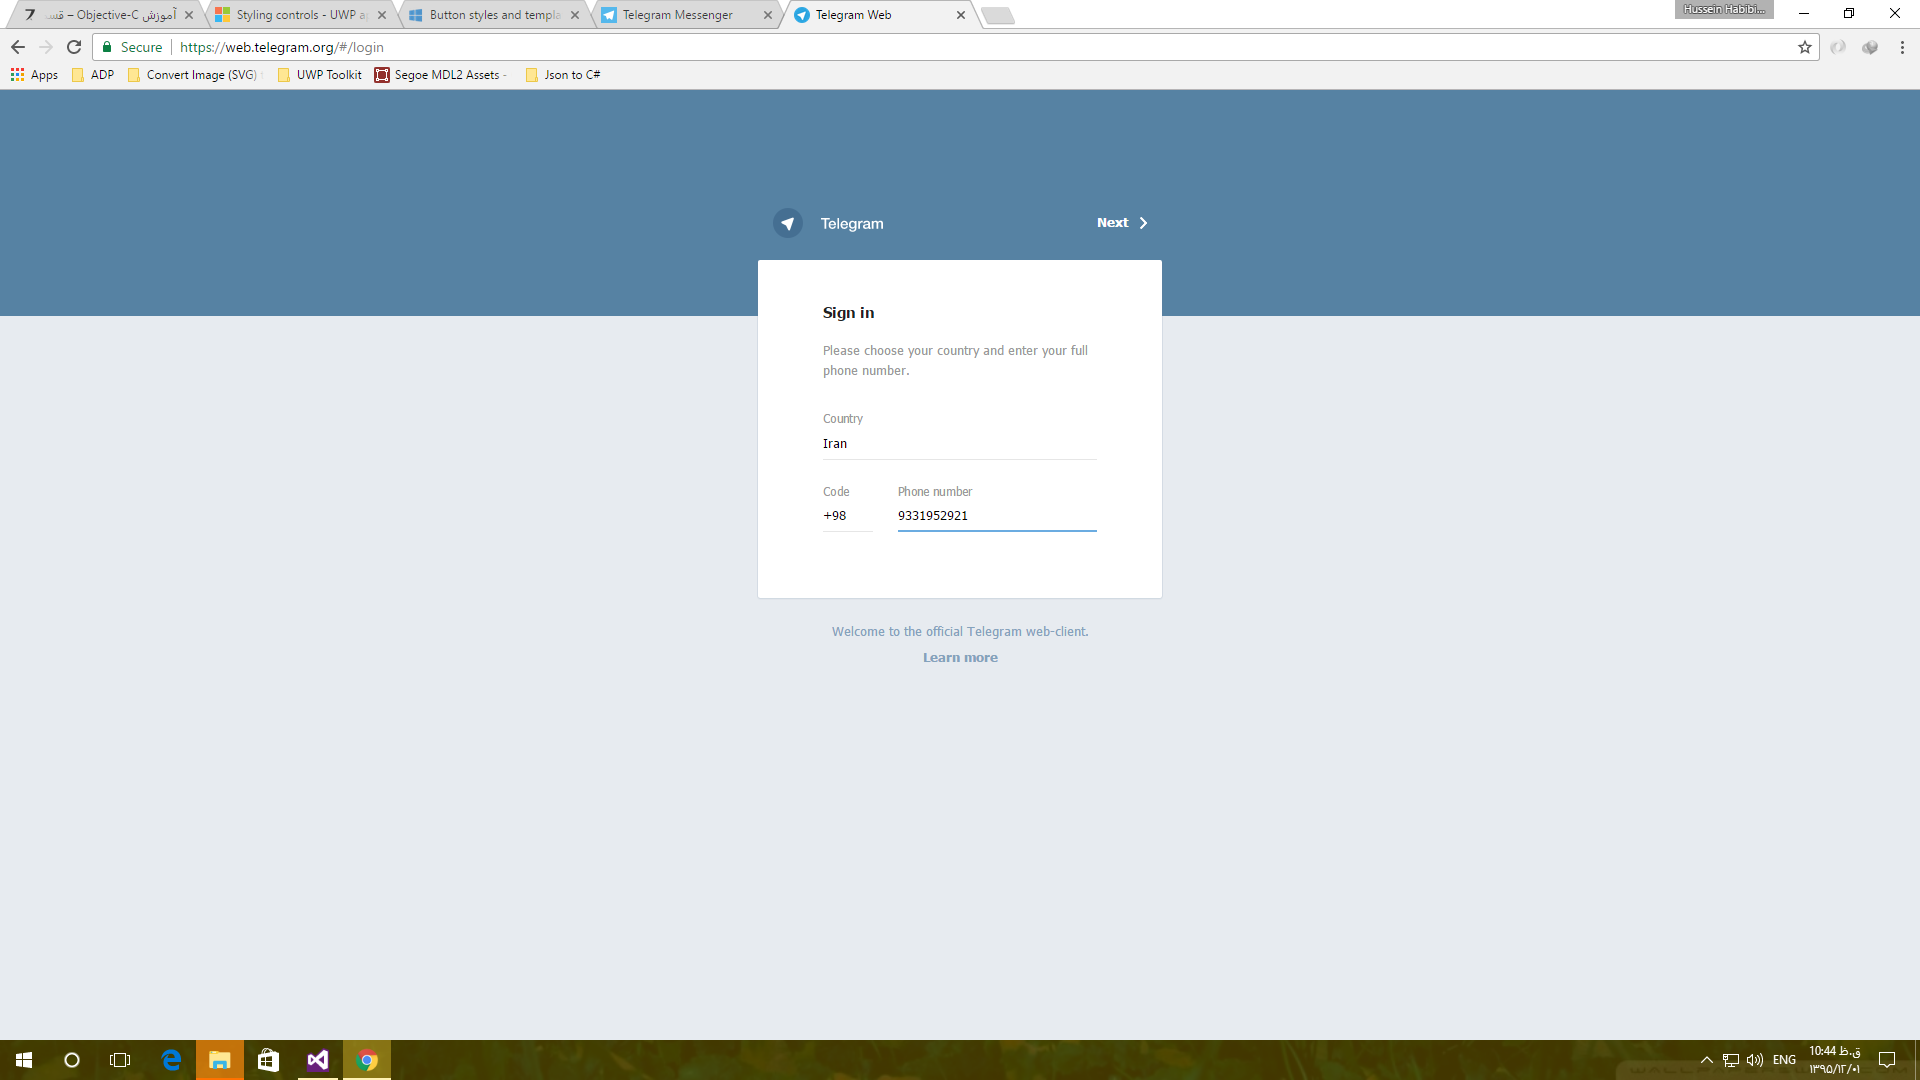 آموزش Objective-C – قسـ
Styling controls - UWP a
Button styles and templa
Telegram Messenger
Telegram Web
Hussein Habibi...
Secure
https://web.telegram.org/#/login
Apps
ADP
Convert Image (SVG)
UWP Toolkit
Segoe MDL2 Assets -
Json to C#
Telegram
Next
Sign in
Please choose your country and enter your full
phone number.
Country
Iran
Code
Phone number
+98
9331952921
Welcome to the official Telegram web-client.
Learn more
ENG
10:44 ق.ظ
۱۳۹۵/۱۲/۰۱